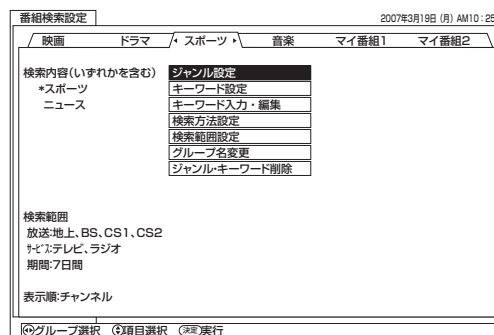 番組検索設定 2007年3月19日(月) AM10:25
映画 ドラマ スポーツ 音楽 マイ番組1 マイ番組2
検索内容(いずれかを含む) ジャンル設定
*スポーツ キーワード設定
ニュース キーワード入力・編集
検索方法設定
検索範囲設定
グループ名変更
ジャンル・キーワード削除
検索範囲
放送:地上、BS、CS1、CS2
サービス:テレビ、ラジオ
期間:7日間
表示順:チャンネル
グループ選択 項目選択 決定実行